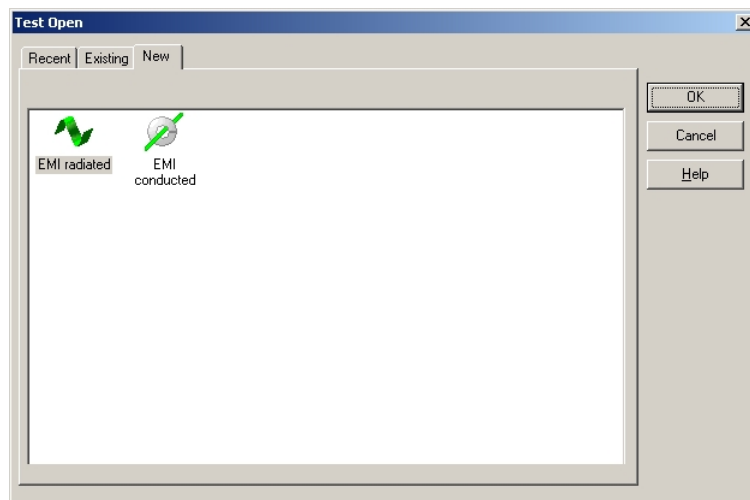 Test Open
Recent
Existing
New
OK
Cancel
Help
EMI radiated
EMI
conducted